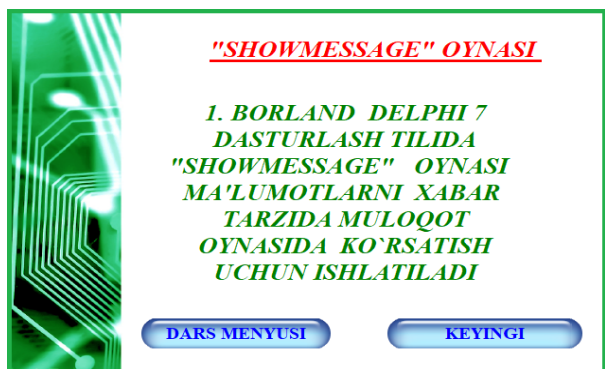 "SHOWMESSAGE" OYNASI
1. BORLAND DELPHI 7
DASTURLASH TILIDA
"SHOWMESSAGE" OYNASI
MA'LUMOTLARNI XABAR
TARZIDA MULOQOT
OYNASIDA KO`RSATISH
UCHUN ISHLATILADI
DARS MENYUSI
KEYINGI